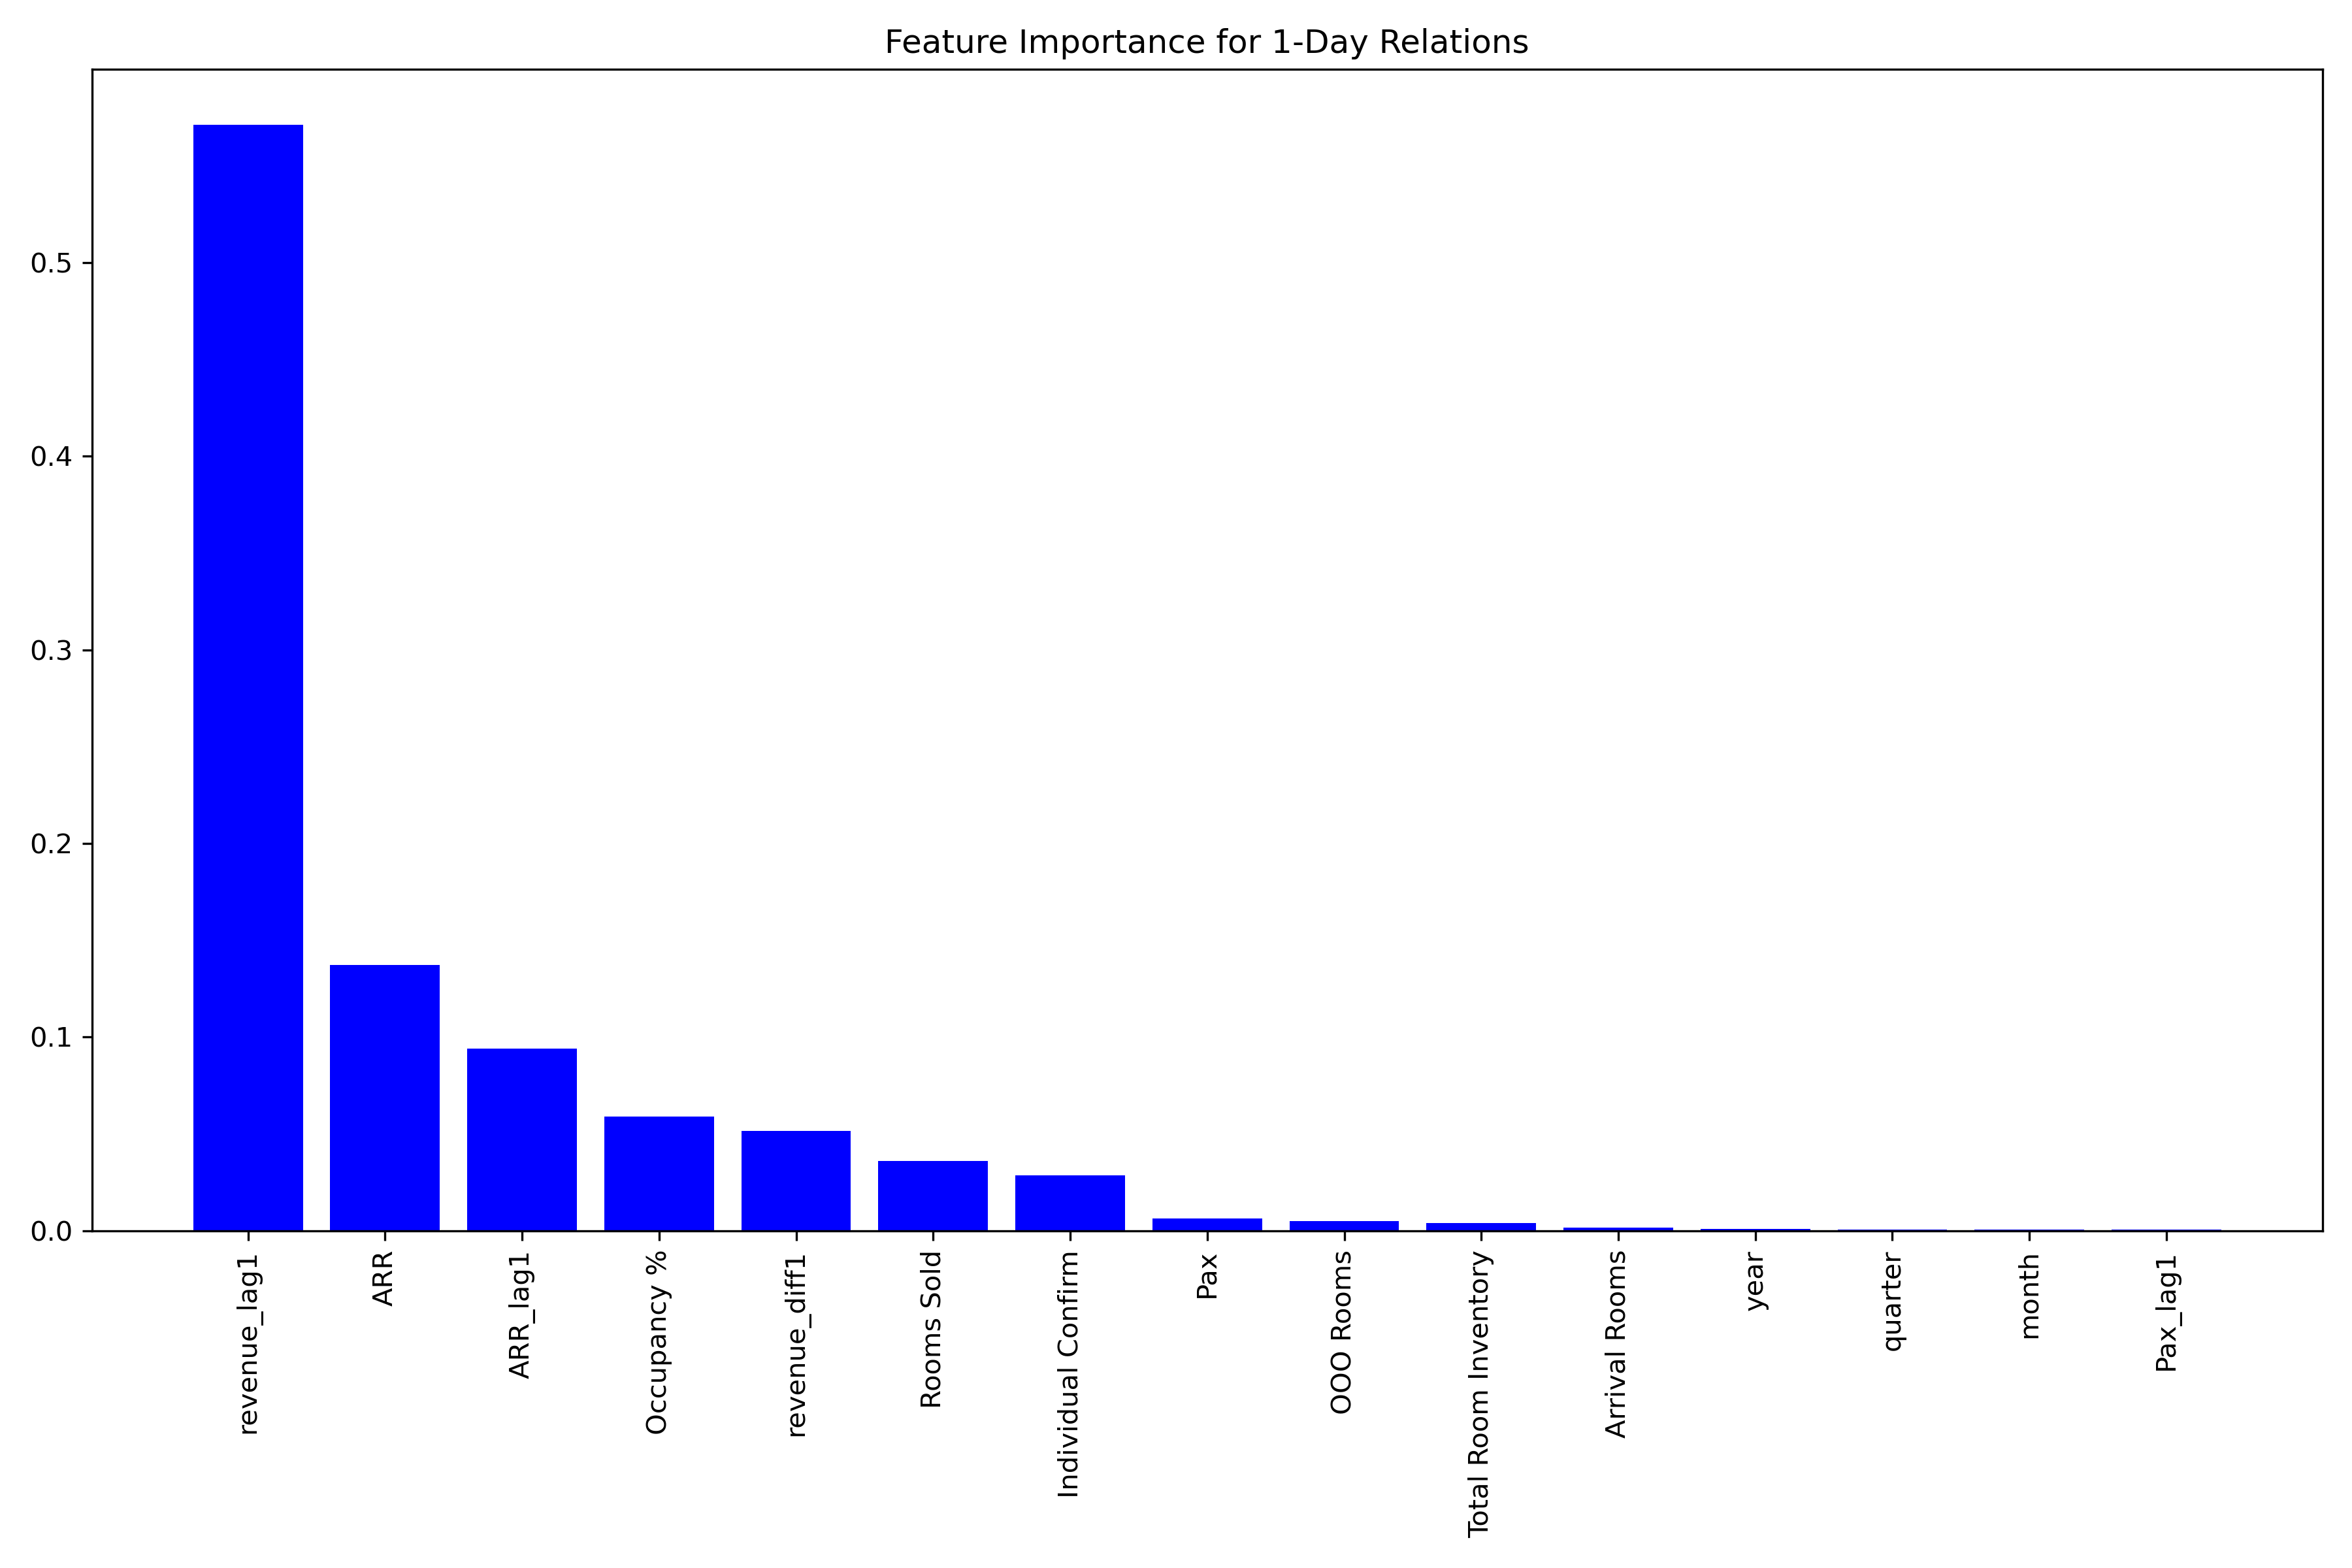 Feature Importance for 1-Day Relations
0.5
0.4
0.3
0.2
0.1
0.0
revenue_lag1
ARR
ARR_lag1
Occupancy %
revenue_diff1
Rooms Sold
Individual Confirm
Pax
OOO Rooms
Total Room Inventory
Arrival Rooms
year
quarter
month
Pax_lag1